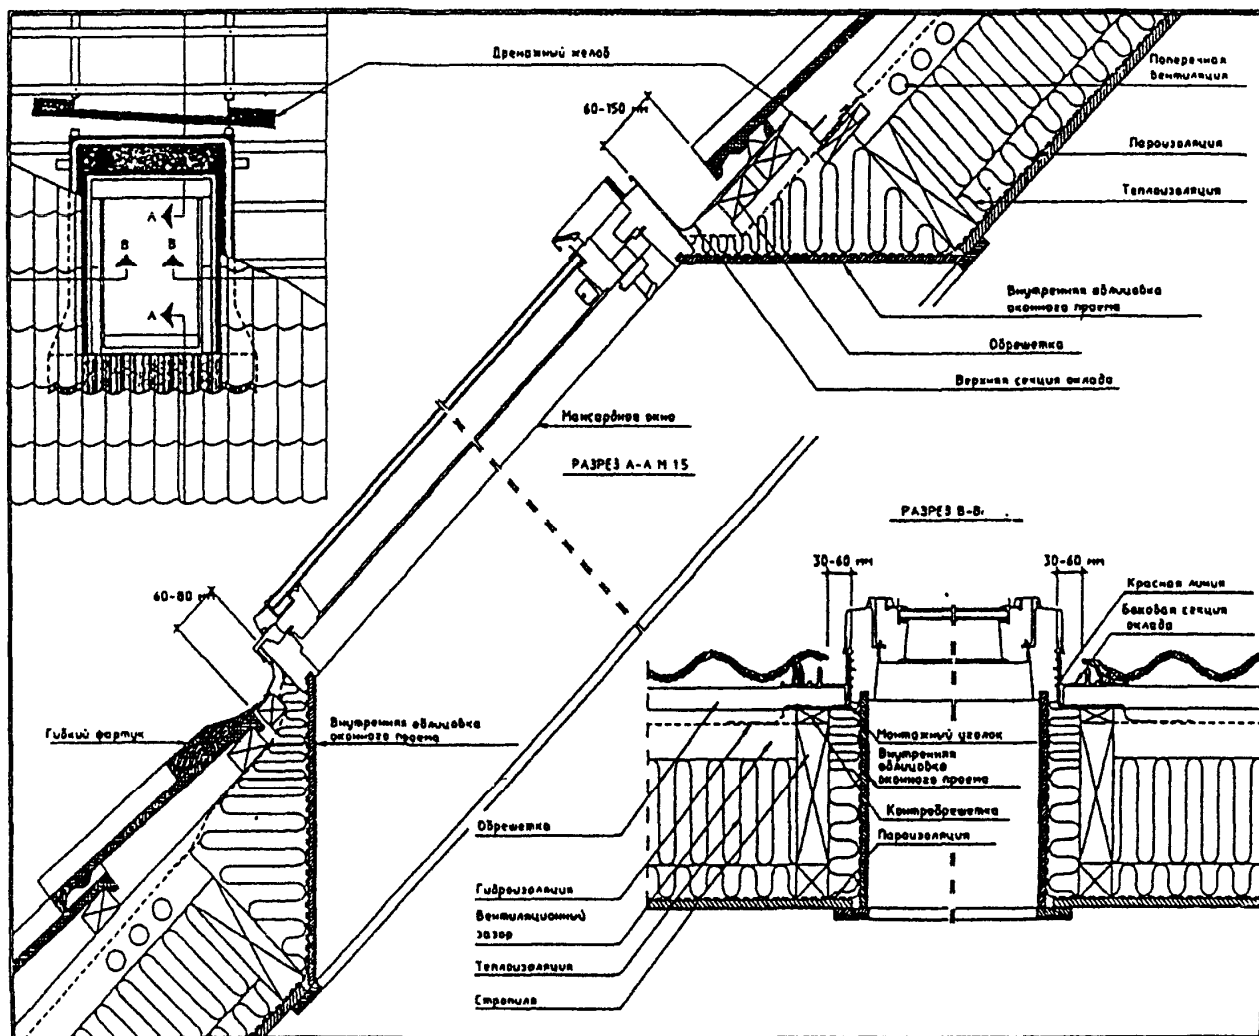 Дренажный желоб
60-150 мм
Поперечная
вентиляция
Пароизоляция
Теплоизоляция
A
B
B
A
Внутренняя облицовка
оконного проема
Обрешетка
Верхняя секция оклада
Мансардное окно
РАЗРЕЗ А-А М 1:5
РАЗРЕЗ В-В
60-80 мм
30-60 мм
30-60 мм
Красная линия
Боковая секция
оклада
Гибкий фартук
Внутренняя облицовка
оконного проема
Монтажный уголок
Внутренняя
облицовка
оконного проема
Контробрешетка
Пароизоляция
Обрешетка
Гидроизоляция
Вентиляционный
зазор
Теплоизоляция
Стропила